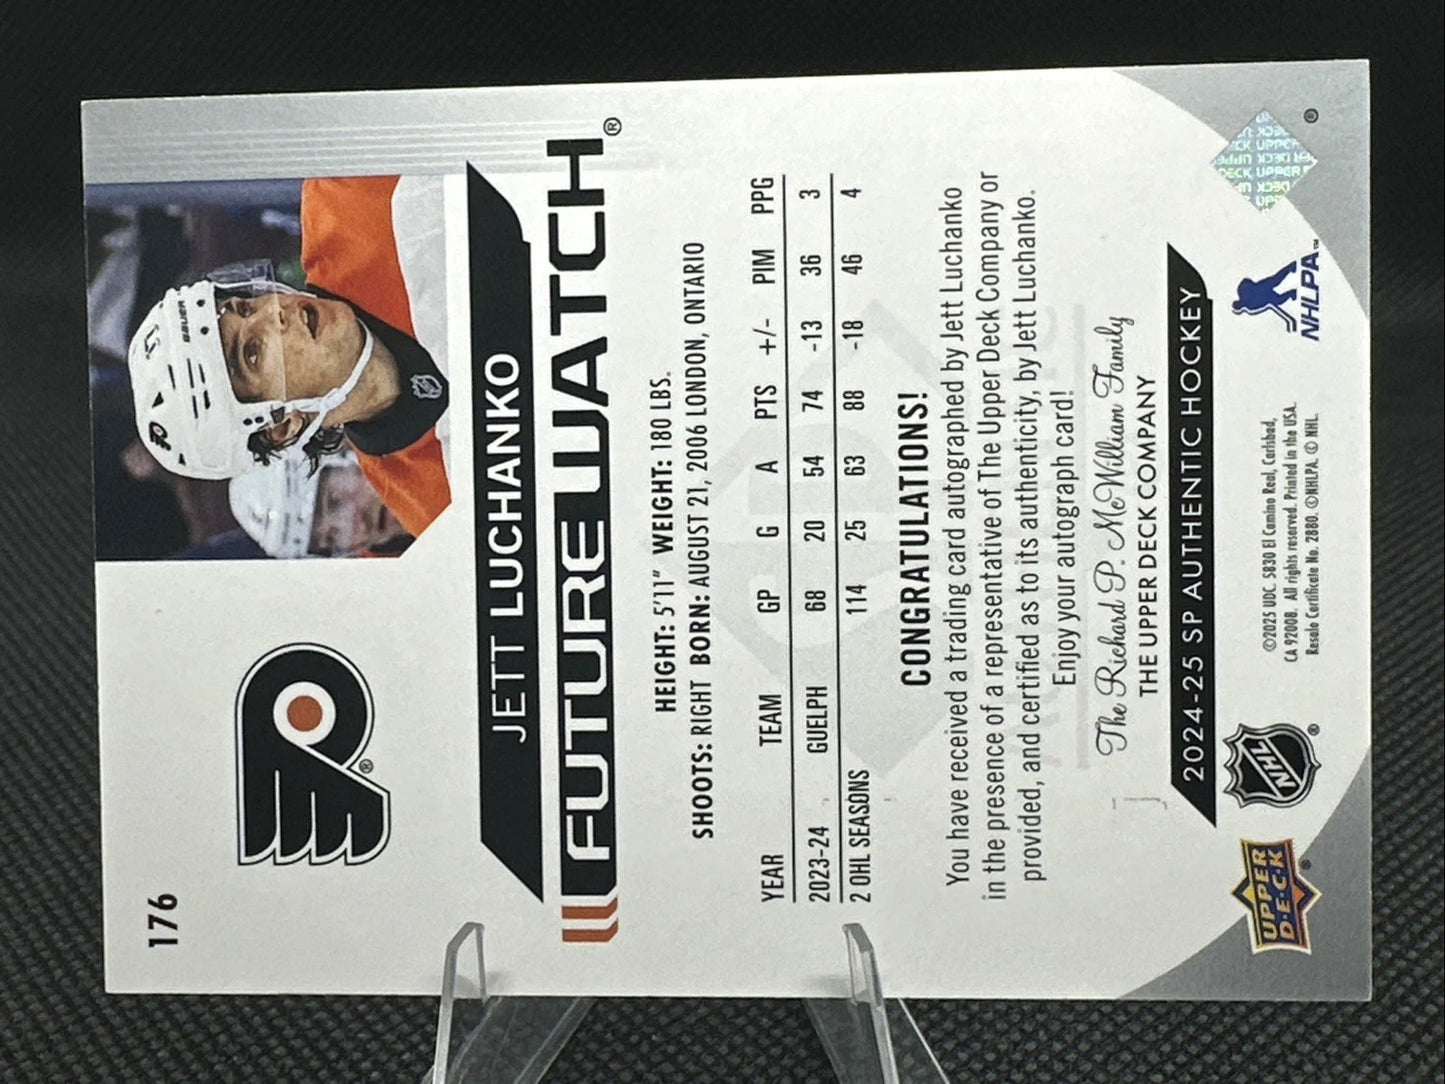 176
JETT LUCHANKO
FUTURE WATCH®
HEIGHT: 5'11" WEIGHT: 180 LBS.
SHOOTS: RIGHT BORN: AUGUST 21, 2006 LONDON, ONTARIO
YEAR TEAM GP G A PTS +/- PIM PPG
2023-24 GUELPH 68 20 54 74 -13 36 3
2 OHL SEASONS 114 25 63 88 -18 46 4
CONGRATULATIONS!
You have received a trading card autographed by Jett Luchanko
in the presence of a representative of The Upper Deck Company or
provided, and certified as to its authenticity, by Jett Luchanko.
Enjoy your autograph card!
The Richard P. McWilliam Family
THE UPPER DECK COMPANY
2024-25 SP AUTHENTIC HOCKEY
UPPER
D·E·C·K
NHL®
©2025 UDC. 5830 El Camino Real, Carlsbad,
CA 92008. All rights reserved. Printed in the USA.
Resale Certificate No. 2880. ©NHLPA. © NHL.
NHLPA™
UPPER DECK